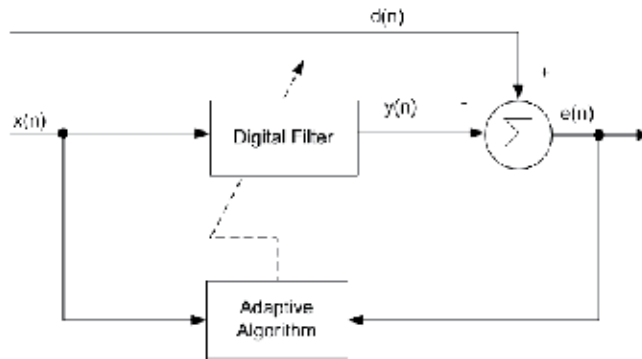 d(n)
+
x(n)
Digital Filter
y(n)
-
Σ
e(n)
Adaptive
Algorithm